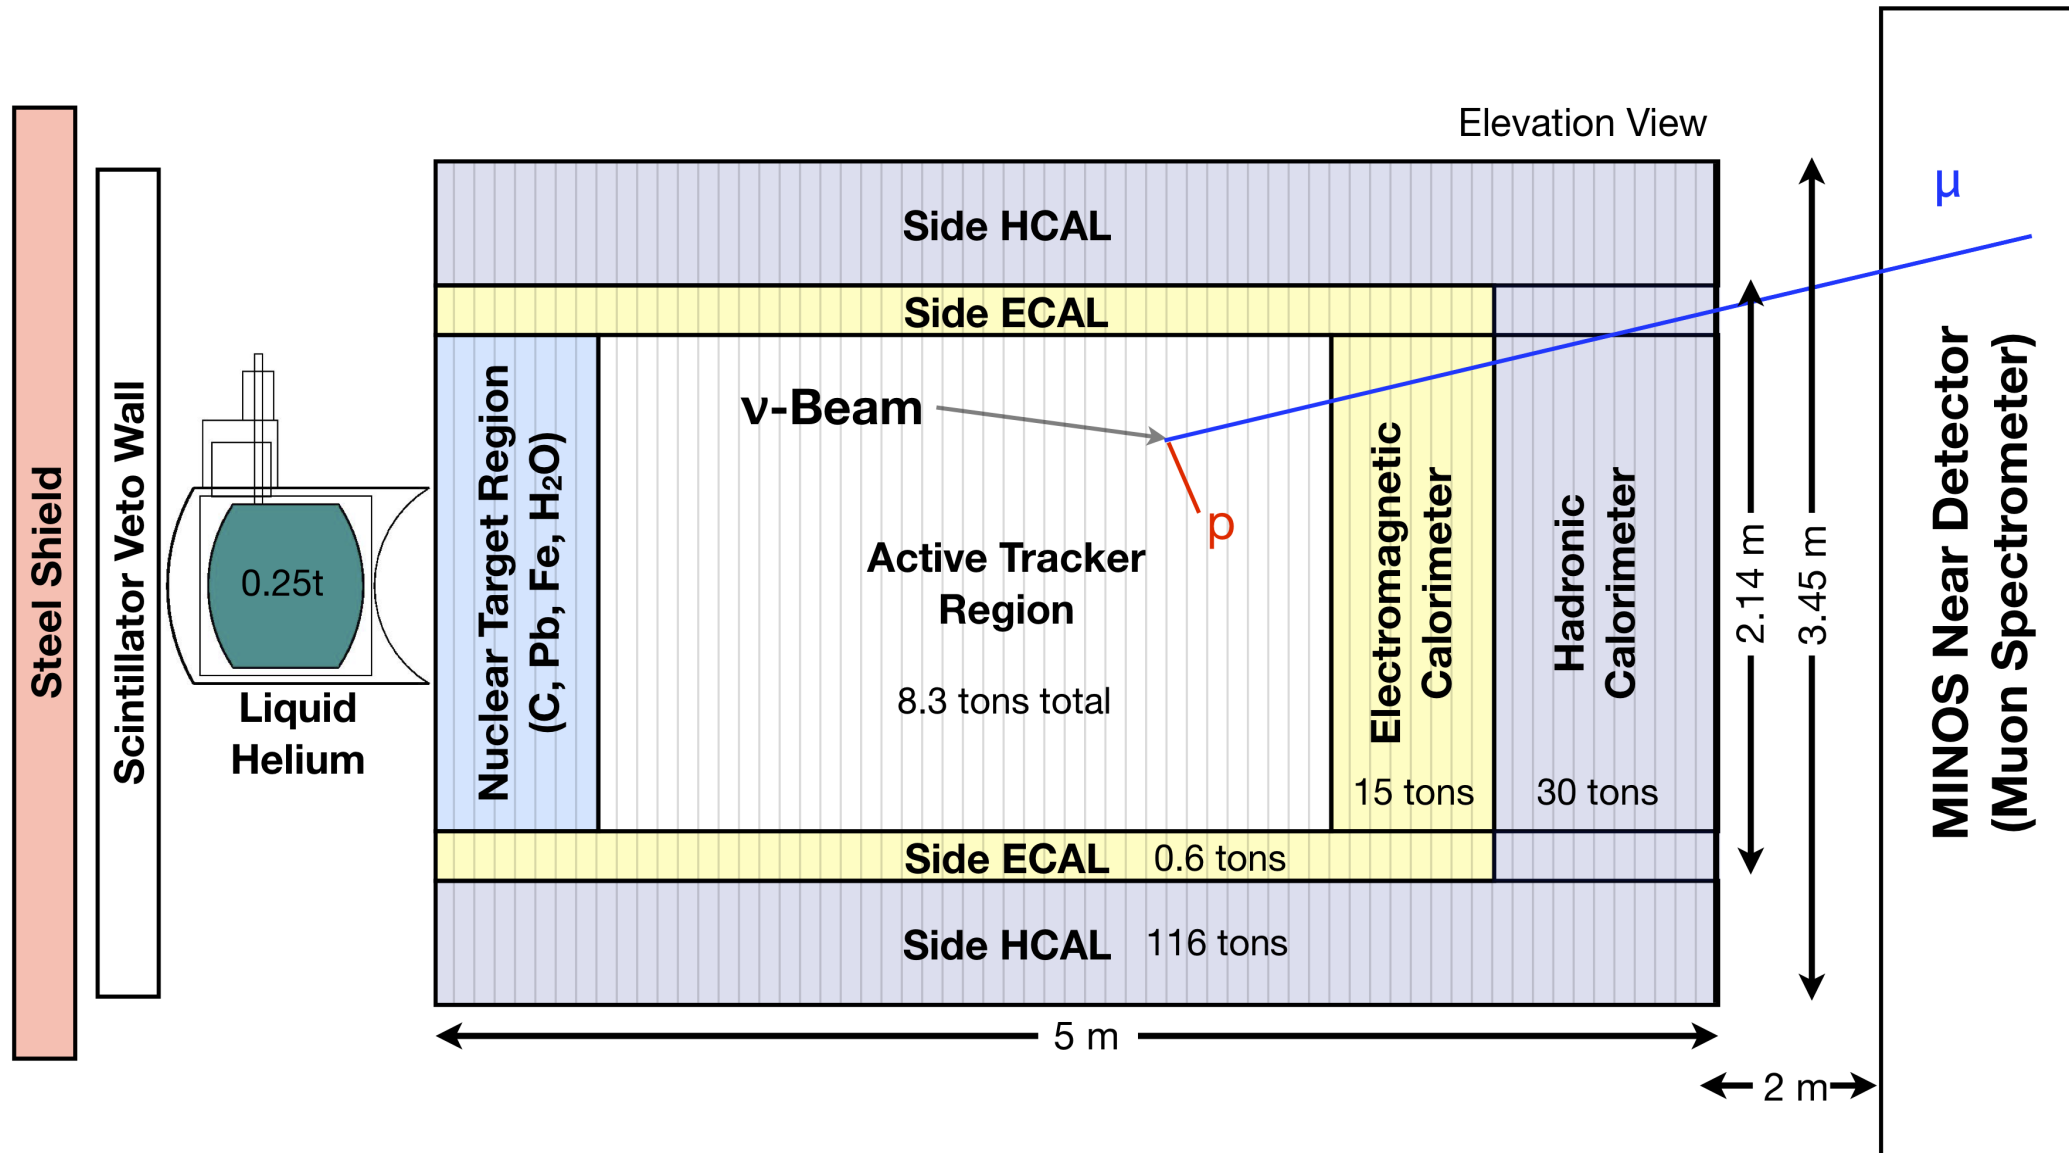 Elevation View
Steel Shield
Scintillator Veto Wall
0.25t
Liquid
Helium
Side HCAL
Side ECAL
Nuclear Target Region
(C, Pb, Fe, H₂O)
ν-Beam
μ
p
Active Tracker
Region
8.3 tons total
Electromagnetic
Calorimeter
15 tons
Hadronic
Calorimeter
30 tons
Side ECAL 0.6 tons
Side HCAL 116 tons
2.14 m
3.45 m
5 m
2 m
MINOS Near Detector
(Muon Spectrometer)